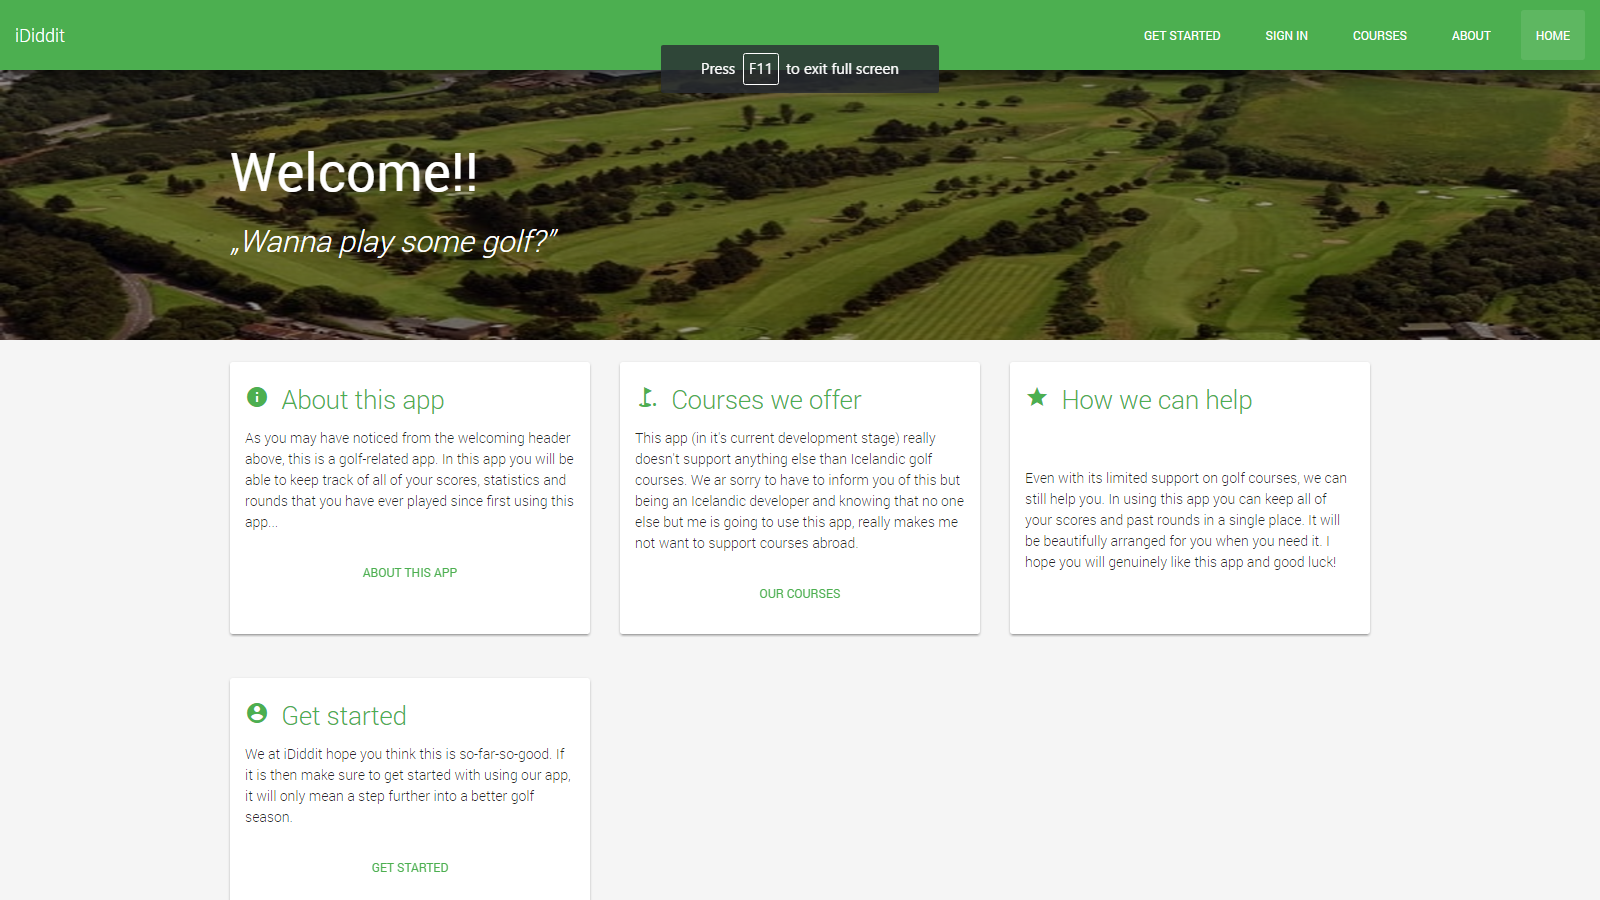 iDiddit
GET STARTED
SIGN IN
COURSES
ABOUT
HOME
Press F11 to exit full screen
Welcome!!
„Wanna play some golf?”
About this app
As you may have noticed from the welcoming header
above, this is a golf-related app. In this app you will be
able to keep track of all of your scores, statistics and
rounds that you have ever played since first using this
app...
ABOUT THIS APP
Courses we offer
This app (in it's current development stage) really
doesn't support anything else than Icelandic golf
courses. We ar sorry to have to inform you of this but
being an Icelandic developer and knowing that no one
else but me is going to use this app, really makes me
not want to support courses abroad.
OUR COURSES
How we can help
Even with its limited support on golf courses, we can
still help you. In using this app you can keep all of
your scores and past rounds in a single place. It will
be beautifully arranged for you when you need it. I
hope you will genuinely like this app and good luck!
Get started
We at iDiddit hope you think this is so-far-so-good. If
it is then make sure to get started with using our app,
it will only mean a step further into a better golf
season.
GET STARTED